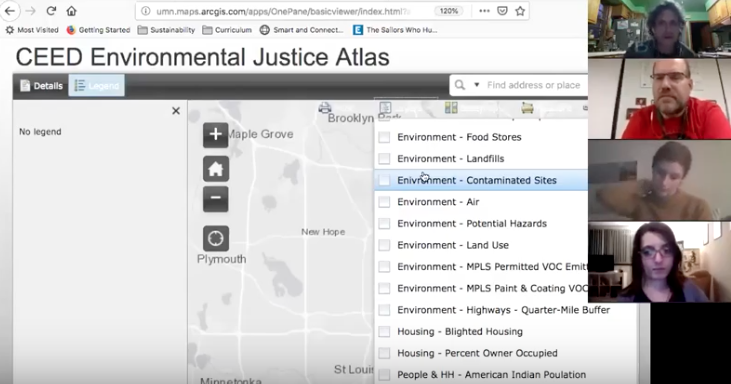 umn.maps.arcgis.com/apps/OnePane/basicviewer/index.html?
120%
Most Visited Getting Started Sustainability Curriculum Smart and Connect... The Sailors Who Hu...
CEED Environmental Justice Atlas
Details Legend
Find address or place
No legend
Brooklyn Park
Maple Grove
New Hope
Plymouth
St Loui
Minnetonka
Environment - Food Stores
Environment - Landfills
Enivronment - Contaminated Sites
Environment - Air
Environment - Potential Hazards
Environment - Land Use
Environment - MPLS Permitted VOC Emitt
Environment - MPLS Paint & Coating VOC
Environment - Highways - Quarter-Mile Buffer
Housing - Blighted Housing
Housing - Percent Owner Occupied
People & HH - American Indian Poulation